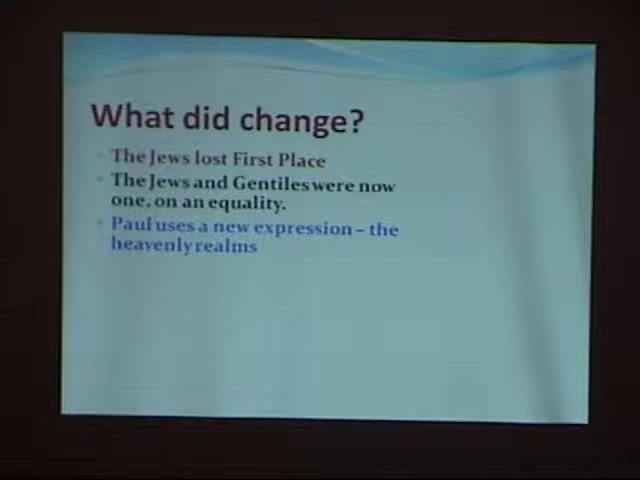 What did change?
The Jews lost First Place
The Jews and Gentiles were now
one, on an equality.
Paul uses a new expression – the
heavenly realms